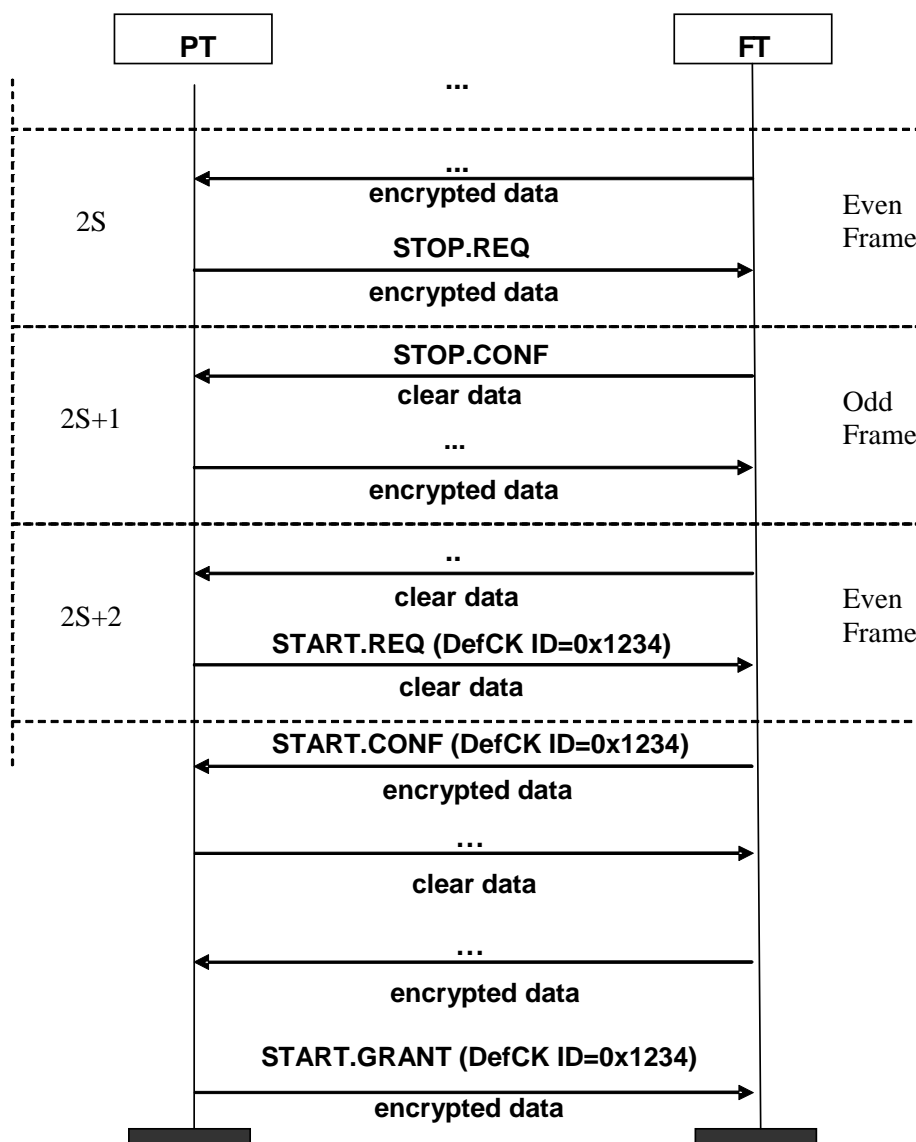 PT
FT
...
...
encrypted data
2S
Even
Frame
STOP.REQ
encrypted data
STOP.CONF
clear data
2S+1
Odd
Frame
...
encrypted data
..
clear data
2S+2
Even
Frame
START.REQ (DefCK ID=0x1234)
clear data
START.CONF (DefCK ID=0x1234)
encrypted data
...
clear data
...
encrypted data
START.GRANT (DefCK ID=0x1234)
encrypted data